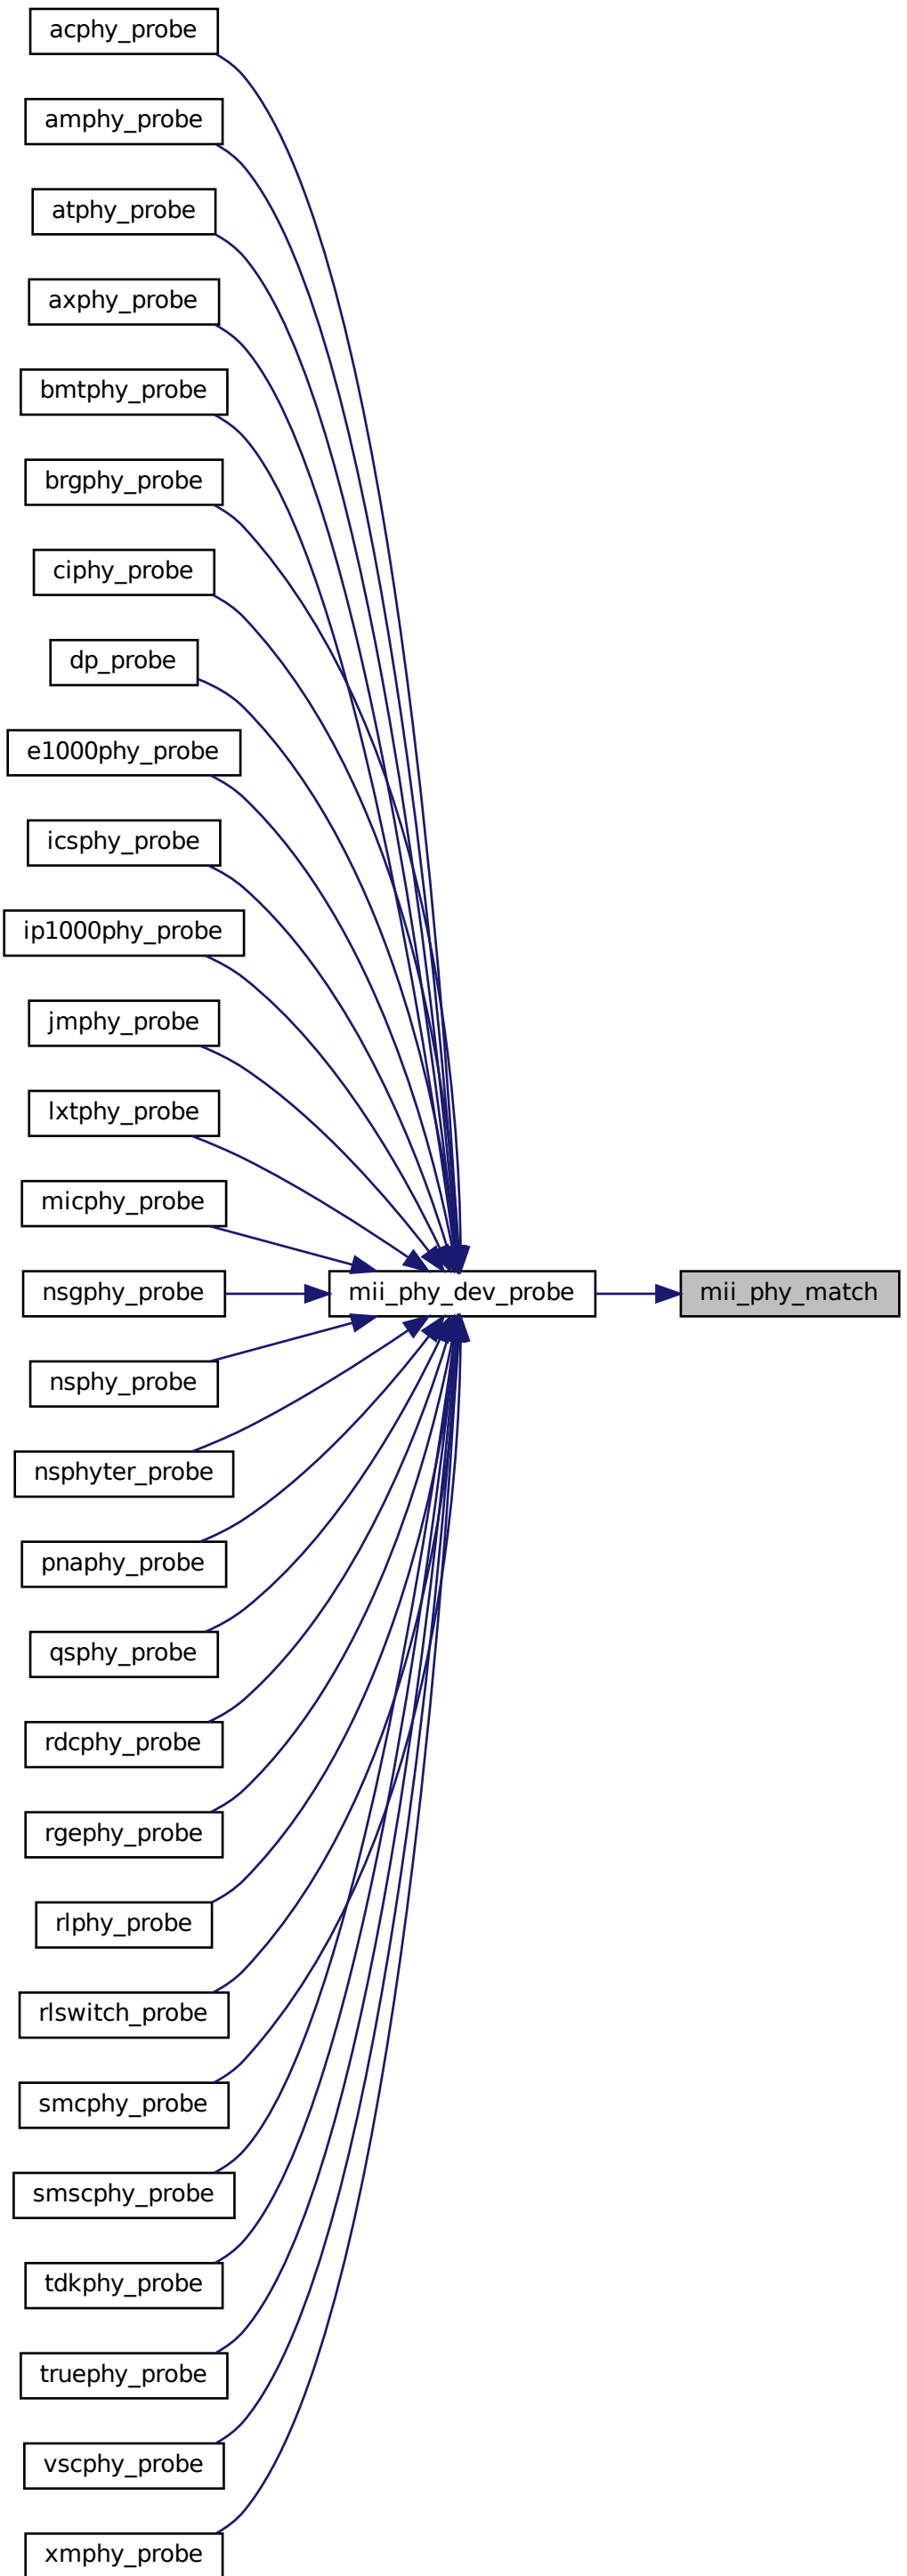 acphy_probe
amphy_probe
atphy_probe
axphy_probe
bmtphy_probe
brgphy_probe
ciphy_probe
dp_probe
e1000phy_probe
icsphy_probe
ip1000phy_probe
jmphy_probe
lxtphy_probe
micphy_probe
nsgphy_probe
mii_phy_dev_probe
mii_phy_match
nsphy_probe
nsphyter_probe
pnaphy_probe
qsphy_probe
rdcphy_probe
rgephy_probe
rlphy_probe
rlswitch_probe
smcphy_probe
smscphy_probe
tdkphy_probe
truephy_probe
vscphy_probe
xmphy_probe